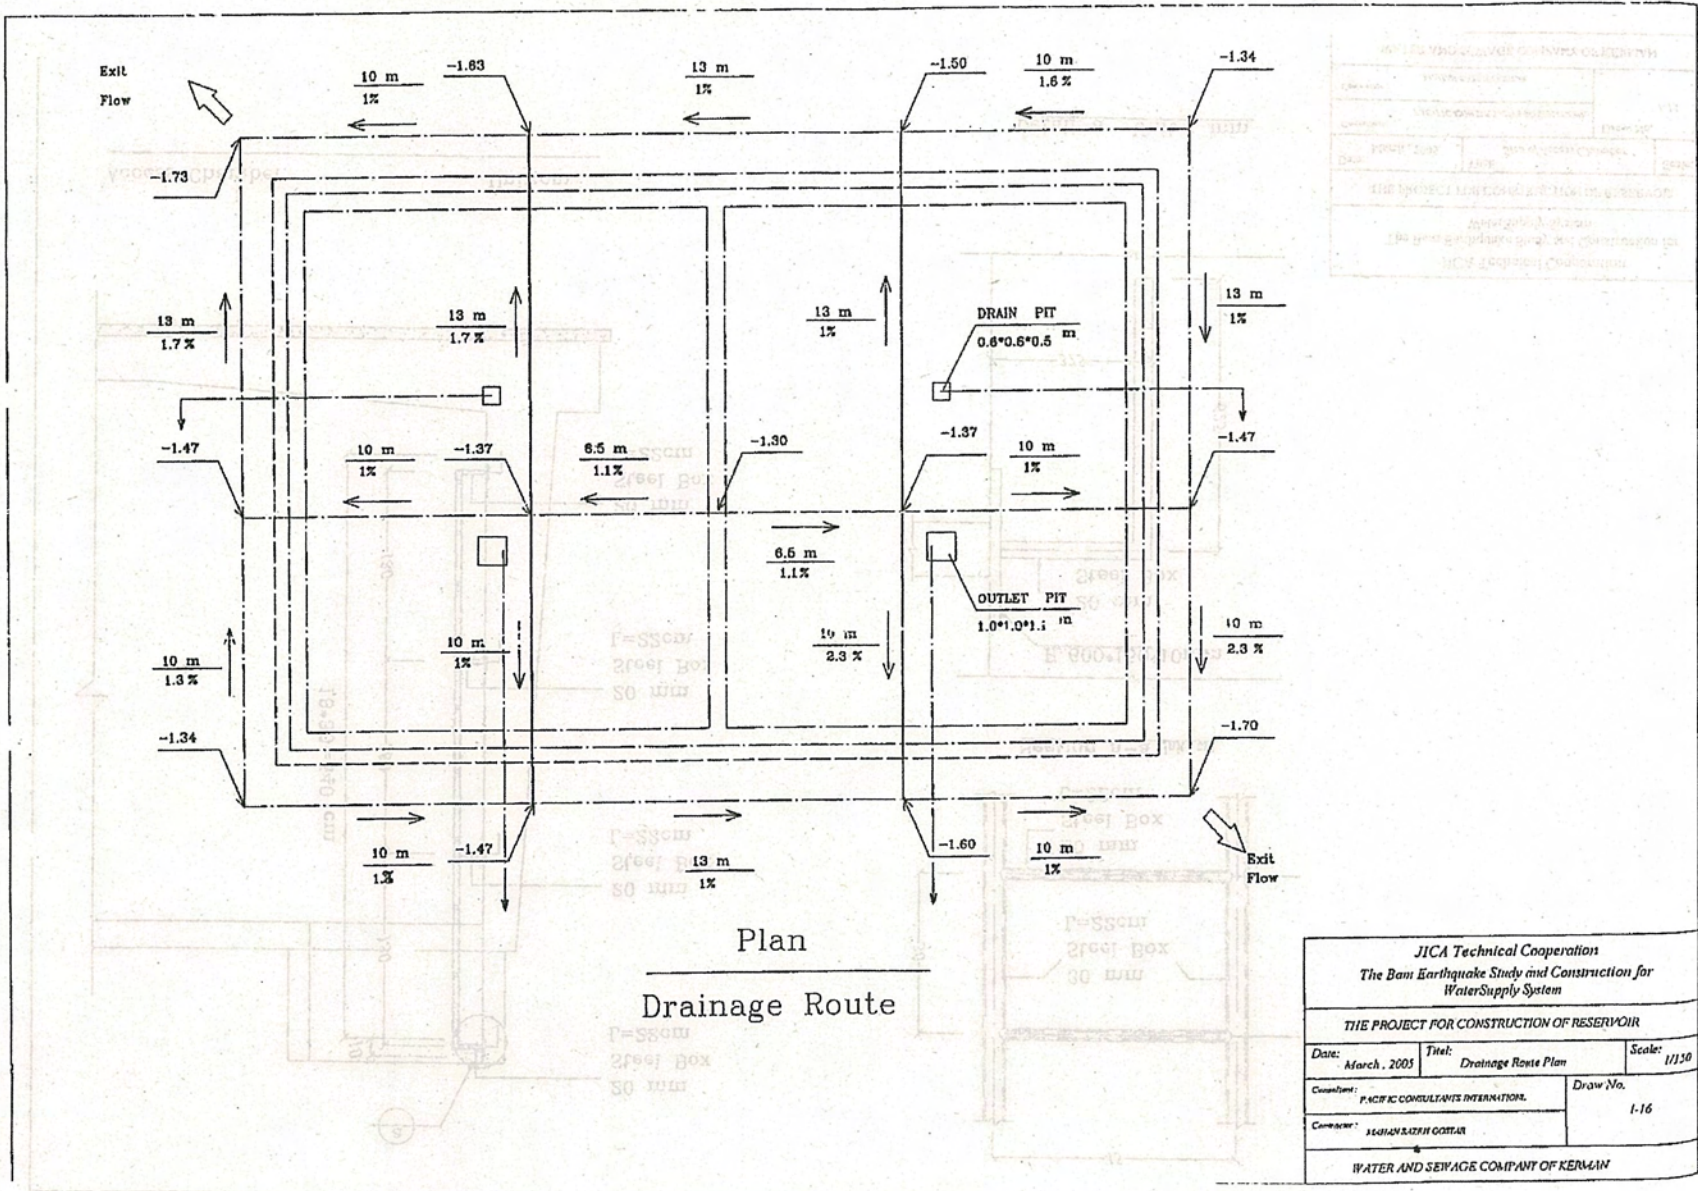 Exit
Flow
10 m
1%
-1.63
13 m
1%
-1.50
10 m
1.6 %
-1.34
-1.73
13 m
1.7 %
13 m
1.7 %
13 m
1%
DRAIN PIT
0.6*0.6*0.5 m
13 m
1%
-1.47
10 m
1%
-1.37
6.5 m
1.1%
-1.30
-1.37
10 m
1%
-1.47
6.5 m
1.1%
OUTLET PIT
10 m
1.3 %
10 m
1%
10 m
2.3 %
10 m
2.3 %
-1.34
-1.70
10 m
-1.47
13 m
1%
-1.60
10 m
1%
Exit
Flow
Plan
Drainage Route
JICA Technical Cooperation
The Bam Earthquake Study and Construction for
WaterSupply System
THE PROJECT FOR CONSTRUCTION OF RESERVOIR
Date: March , 2005
Titel: Drainage Route Plan
Scale: 1/150
Consultant: PACIFIC CONSULTANTS INTERNATIONAL
Draw No.
1-16
Contractor:
WATER AND SEWAGE COMPANY OF KERMAN